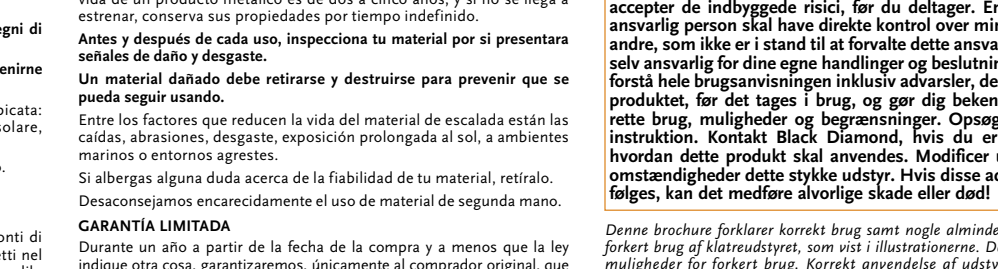 egni di
enirne
picata:
solare,
o.
onti di
etti nel
vida de un producto metálico es de dos a cinco años, y si no se llega a
estrenar, conserva sus propiedades por tiempo indefinido.
Antes y después de cada uso, inspecciona tu material por si presentara
señales de daño y desgaste.
Un material dañado debe retirarse y destruirse para prevenir que se
pueda seguir usando.
Entre los factores que reducen la vida del material de escalada están las
caídas, abrasiones, desgaste, exposición prolongada al sol, a ambientes
marinos o entornos agrestes.
Si albergas alguna duda acerca de la fiabilidad de tu material, retíralo.
Desaconsejamos encarecidamente el uso de material de segunda mano.
GARANTÍA LIMITADA
Durante un año a partir de la fecha de la compra y a menos que la ley
indique otra cosa, garantizaremos, únicamente al comprador original, que
accepter de indbyggede risici, før du deltager. En
ansvarlig person skal have direkte kontrol over min
andre, som ikke er i stand til at forvalte dette ansva
selv ansvarlig for dine egne handlinger og beslutnin
forstå hele brugsanvisningen inklusiv advarsler, de
produktet, før det tages i brug, og gør dig beken
rette brug, muligheder og begrænsninger. Opsøg
instruktion. Kontakt Black Diamond, hvis du er
hvordan dette produkt skal anvendes. Modificer
omstændigheder dette stykke udstyr. Hvis disse ad
følges, kan det medføre alvorlige skade eller død!
Denne brochure forklarer korrekt brug samt nogle alminde
forkert brug af klatreudstyret, som vist i illustrationerne. De
muligheder for forkert brug. Korrekt anvendelse af udsty